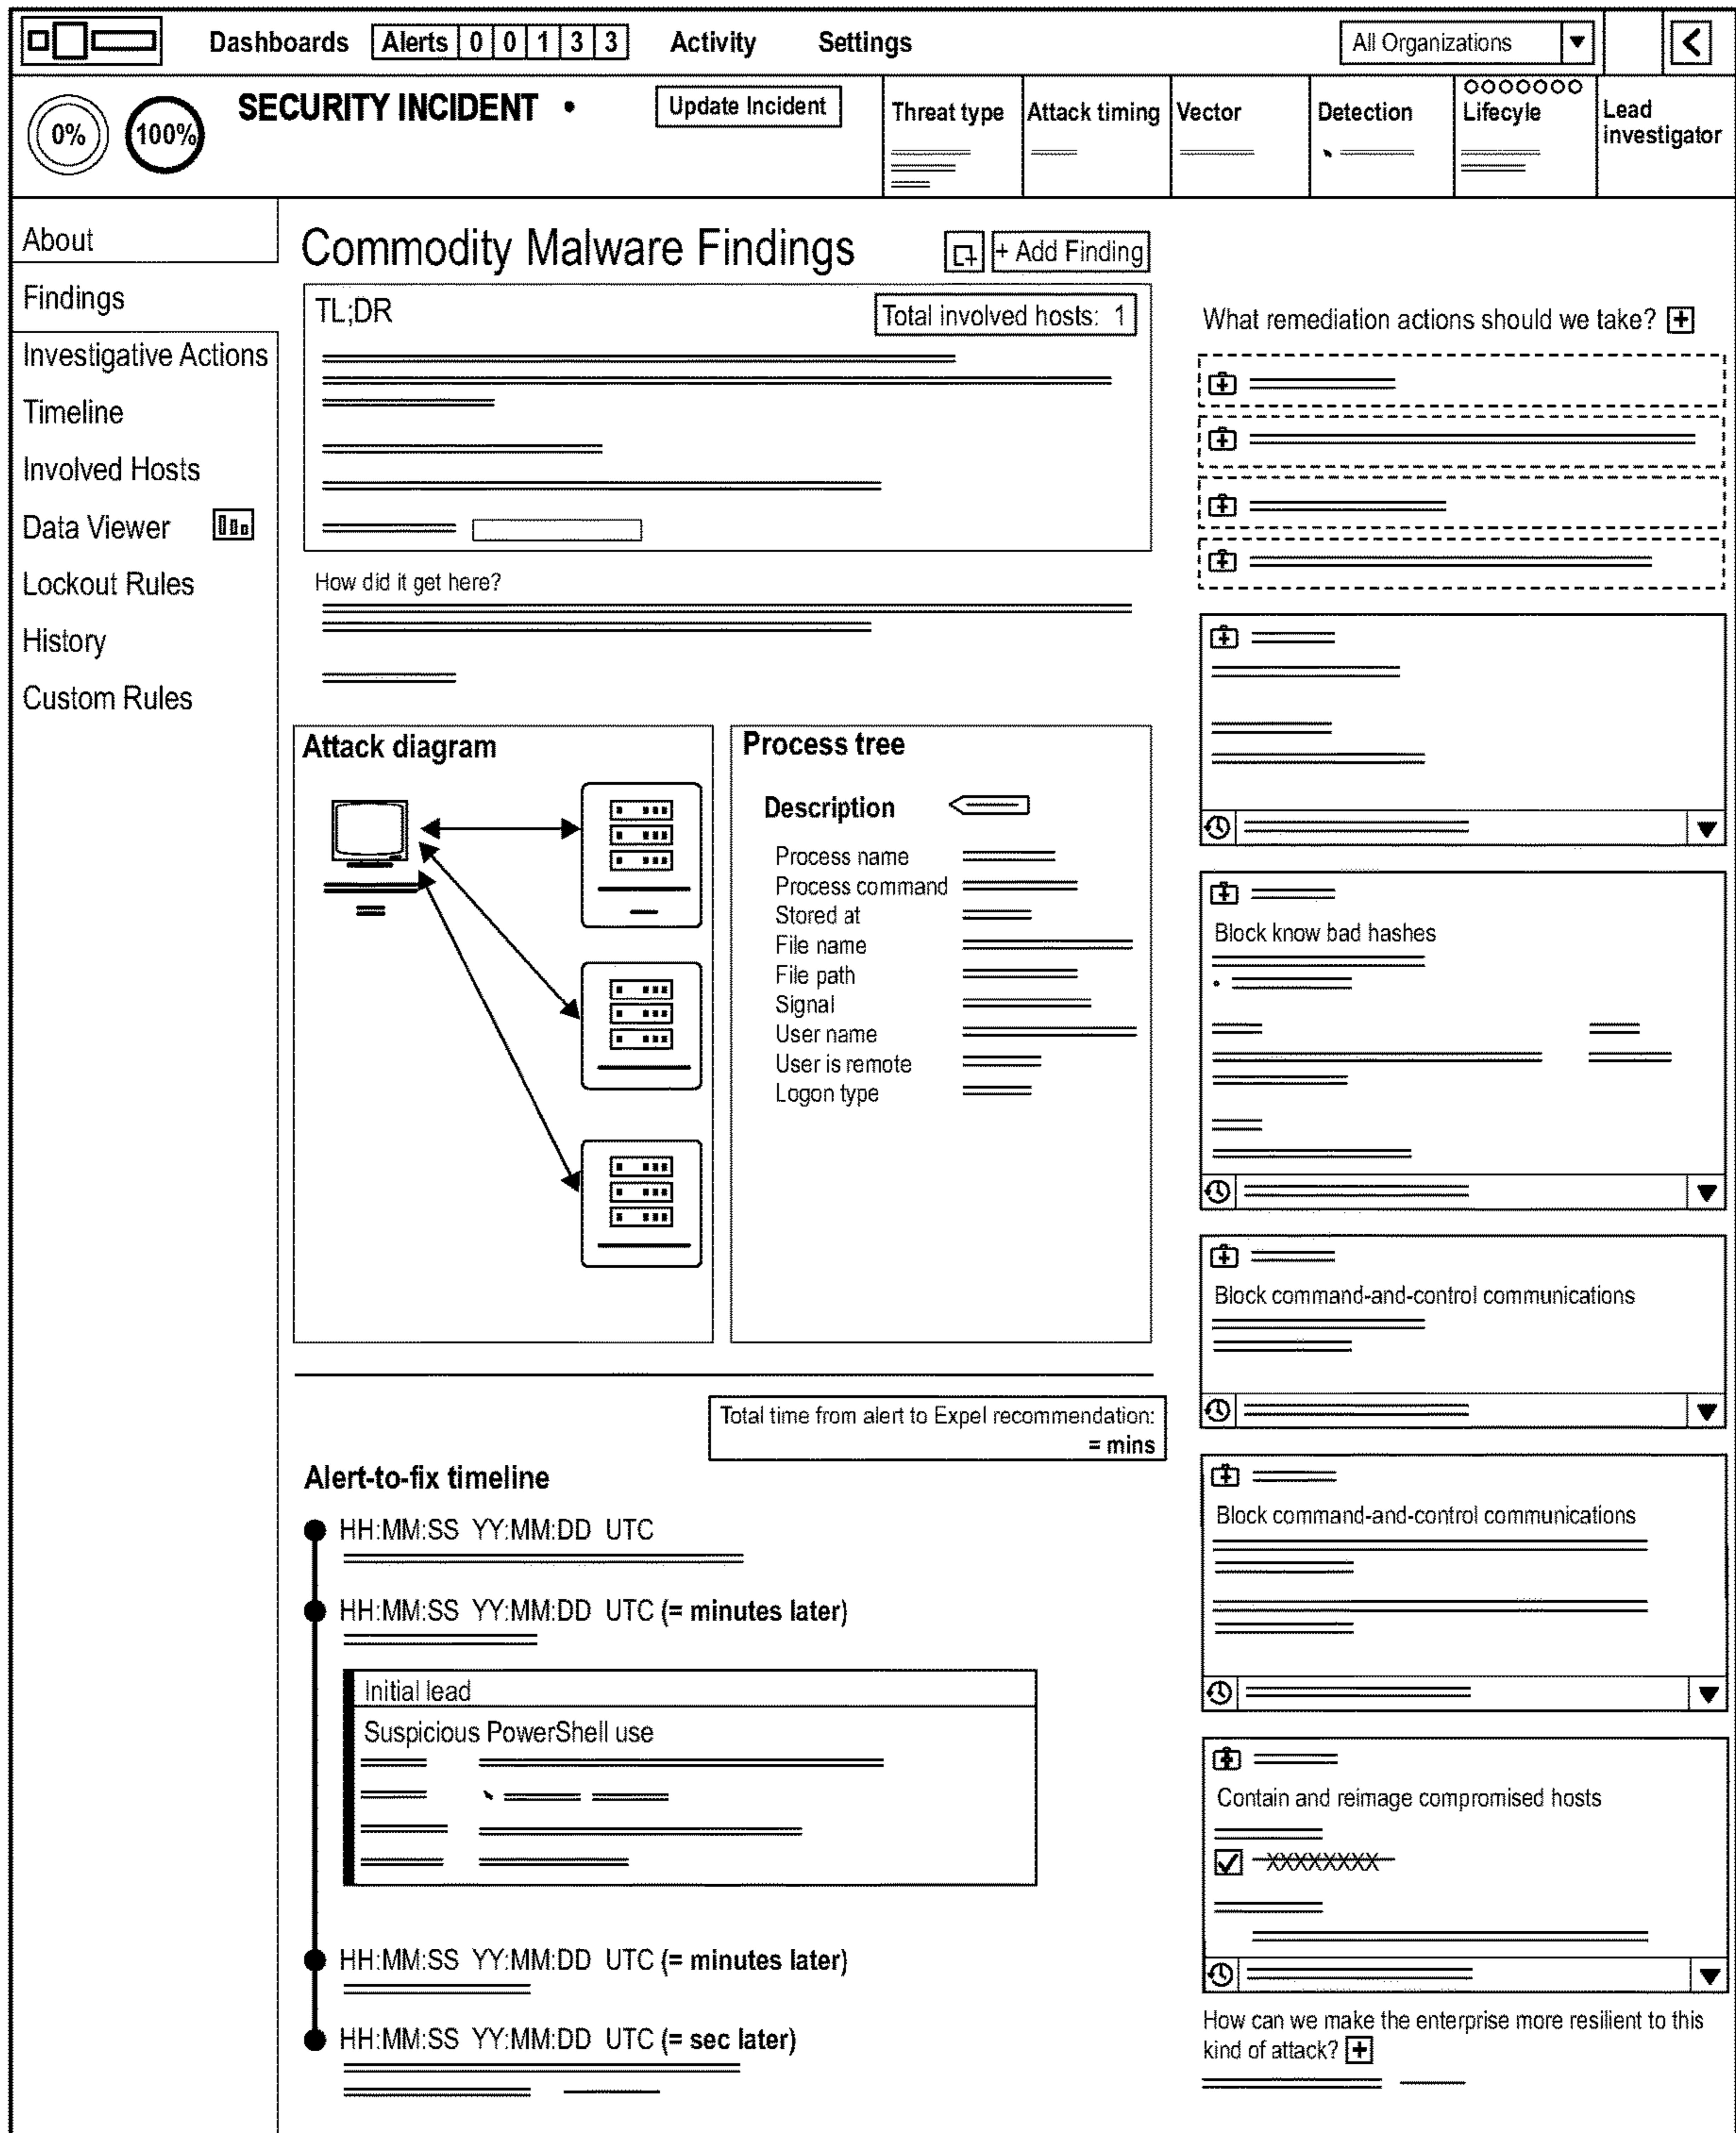 Dashboards Alerts 0 0 1 3 3 Activity Settings All Organizations
0% 100% SECURITY INCIDENT • Update Incident
Threat type
Attack timing
Vector
Detection
Lifecyle
Lead
investigator
About
Findings
Investigative Actions
Timeline
Involved Hosts
Data Viewer
Lockout Rules
History
Custom Rules
Commodity Malware Findings
+ Add Finding
TL;DR
Total involved hosts: 1
How did it get here?
Attack diagram
Process tree
Description
Process name
Process command
Stored at
File name
File path
Signal
User name
User is remote
Logon type
Total time from alert to Expel recommendation:
= mins
Alert-to-fix timeline
HH:MM:SS YY:MM:DD UTC
HH:MM:SS YY:MM:DD UTC (= minutes later)
Initial lead
Suspicious PowerShell use
HH:MM:SS YY:MM:DD UTC (= minutes later)
HH:MM:SS YY:MM:DD UTC (= sec later)
What remediation actions should we take?
Block know bad hashes
Block command-and-control communications
Block command-and-control communications
Contain and reimage compromised hosts
XXXXXXXX
How can we make the enterprise more resilient to this
kind of attack?